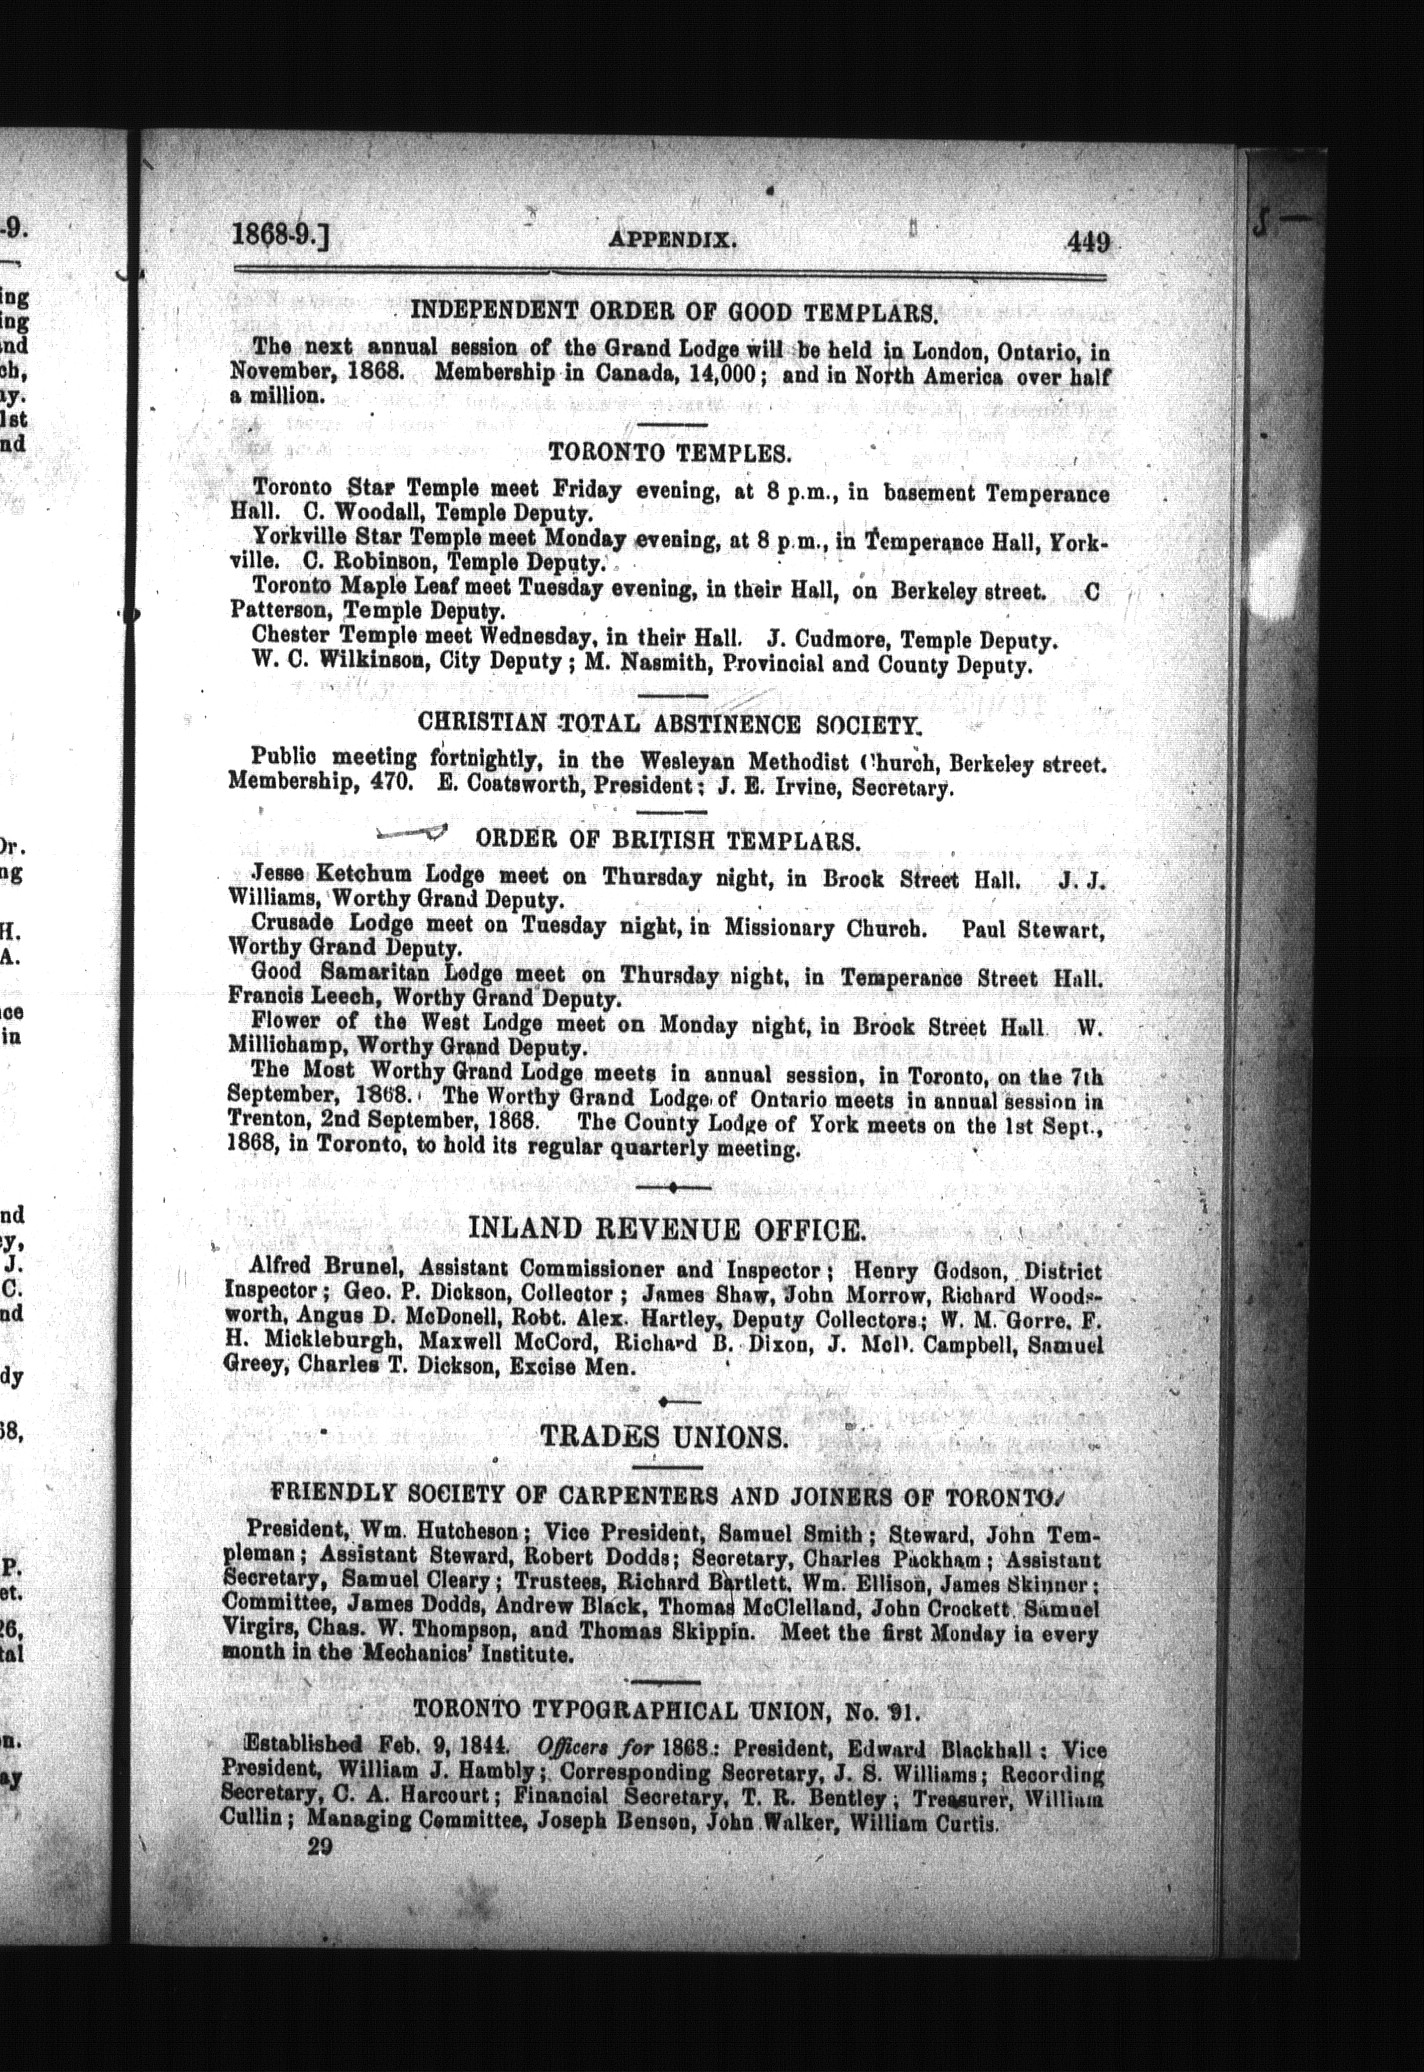 1868-9.] APPENDIX. 449
INDEPENDENT ORDER OF GOOD TEMPLARS.
The next annual session of the Grand Lodge will be held in London, Ontario, in
November, 1868. Membership in Canada, 14,000; and in North America over half
a million.
TORONTO TEMPLES.
Toronto Star Temple meet Friday evening, at 8 p.m., in basement Temperance
Hall. C. Woodall, Temple Deputy.
Yorkville Star Temple meet Monday evening, at 8 p.m., in Temperance Hall, York-
ville. C. Robinson, Temple Deputy.
Toronto Maple Leaf meet Tuesday evening, in their Hall, on Berkeley street. C
Patterson, Temple Deputy.
Chester Temple meet Wednesday, in their Hall. J. Cudmore, Temple Deputy.
W. C. Wilkinson, City Deputy; M. Nasmith, Provincial and County Deputy.
CHRISTIAN TOTAL ABSTINENCE SOCIETY.
Public meeting fortnightly, in the Wesleyan Methodist Church, Berkeley street.
Membership, 470. E. Coatsworth, President; J. E. Irvine, Secretary.
ORDER OF BRITISH TEMPLARS.
Jesse Ketchum Lodge meet on Thursday night, in Brock Street Hall. J. J.
Williams, Worthy Grand Deputy.
Crusade Lodge meet on Tuesday night, in Missionary Church. Paul Stewart,
Worthy Grand Deputy.
Good Samaritan Lodge meet on Thursday night, in Temperance Street Hall.
Francis Leech, Worthy Grand Deputy.
Flower of the West Lodge meet on Monday night, in Brock Street Hall. W.
Millichamp, Worthy Grand Deputy.
The Most Worthy Grand Lodge meets in annual session, in Toronto, on the 7th
September, 1868. The Worthy Grand Lodge of Ontario meets in annual session in
Trenton, 2nd September, 1868. The County Lodge of York meets on the 1st Sept.,
1868, in Toronto, to hold its regular quarterly meeting.
INLAND REVENUE OFFICE.
Alfred Brunel, Assistant Commissioner and Inspector; Henry Godson, District
Inspector; Geo. P. Dickson, Collector; James Shaw, John Morrow, Richard Woods-
worth, Angus D. McDonell, Robt. Alex. Hartley, Deputy Collectors; W. M. Gorre, F.
H. Mickleburgh, Maxwell McCord, Richard B. Dixon, J. McD. Campbell, Samuel
Greey, Charles T. Dickson, Excise Men.
TRADES UNIONS.
FRIENDLY SOCIETY OF CARPENTERS AND JOINERS OF TORONTO.
President, Wm. Hutcheson; Vice President, Samuel Smith; Steward, John Tem-
pleman; Assistant Steward, Robert Dodds; Secretary, Charles Packham; Assistant
Secretary, Samuel Cleary; Trustees, Richard Bartlett, Wm. Ellison, James Skinner;
Committee, James Dodds, Andrew Black, Thomas McClelland, John Crockett, Samuel
Virgirs, Chas. W. Thompson, and Thomas Skippin. Meet the first Monday in every
month in the Mechanics' Institute.
TORONTO TYPOGRAPHICAL UNION, No. 91.
Established Feb. 9, 1844. Officers for 1868: President, Edward Blackhall; Vice
President, William J. Hambly; Corresponding Secretary, J. S. Williams; Recording
Secretary, C. A. Harcourt; Financial Secretary, T. R. Bentley; Treasurer, William
Cullin; Managing Committee, Joseph Benson, John Walker, William Curtis.
29